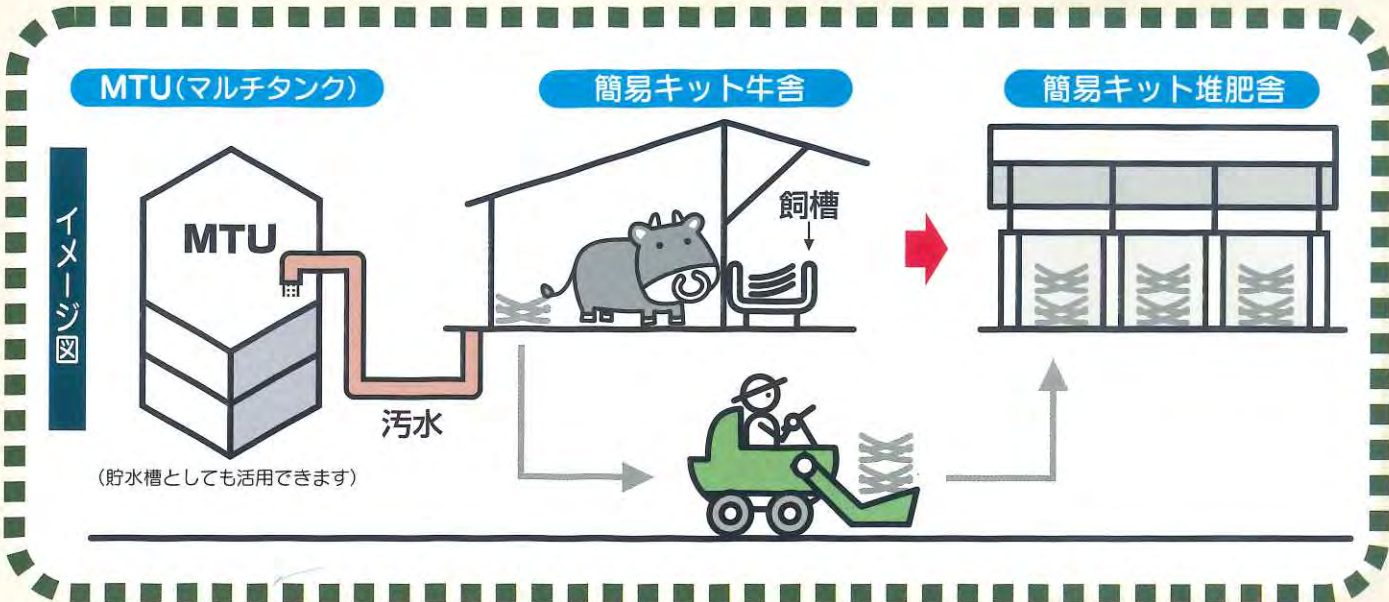 MTU(マルチタンク)
簡易キット牛舎
簡易キット堆肥舎
イメージ図
MTU
飼槽
汚水
(貯水槽としても活用できます)